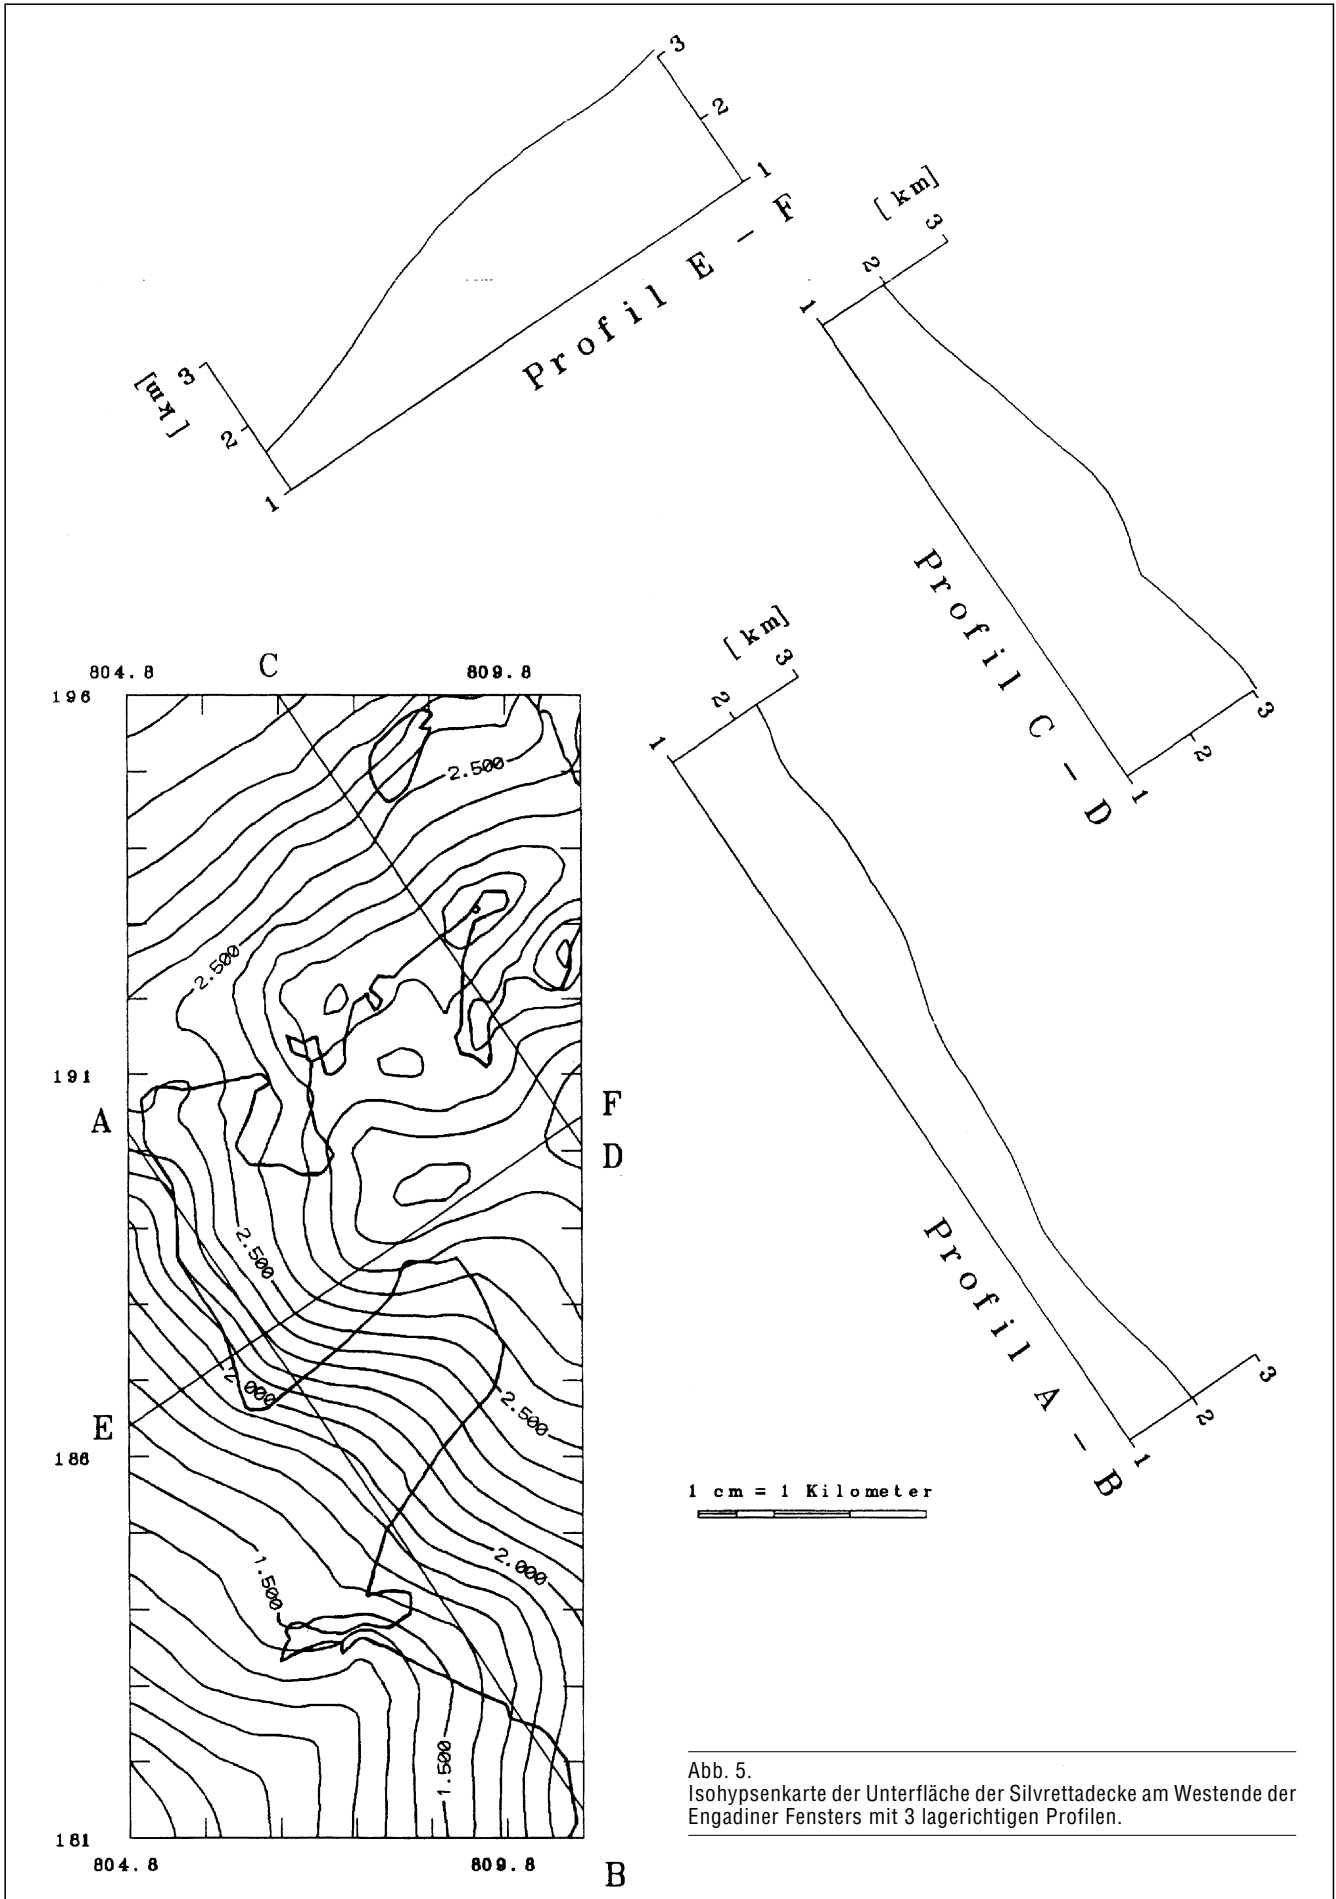 3
2
1
Profil E – F
3
2
1
[km]
[km]
3
2
1
Profil C – D
3
2
1
[km]
3
2
1
Profil A – B
3
2
1
804.8
C
809.8
196
2.500
2.500
191
A
F
D
2.500
2.000
2.500
E
186
2.000
1.500
1.500
181
804.8
809.8
B
1 cm = 1 Kilometer
Abb. 5.
Isohypsenkarte der Unterfläche der Silvrettadecke am Westende der
Engadiner Fensters mit 3 lagerichtigen Profilen.